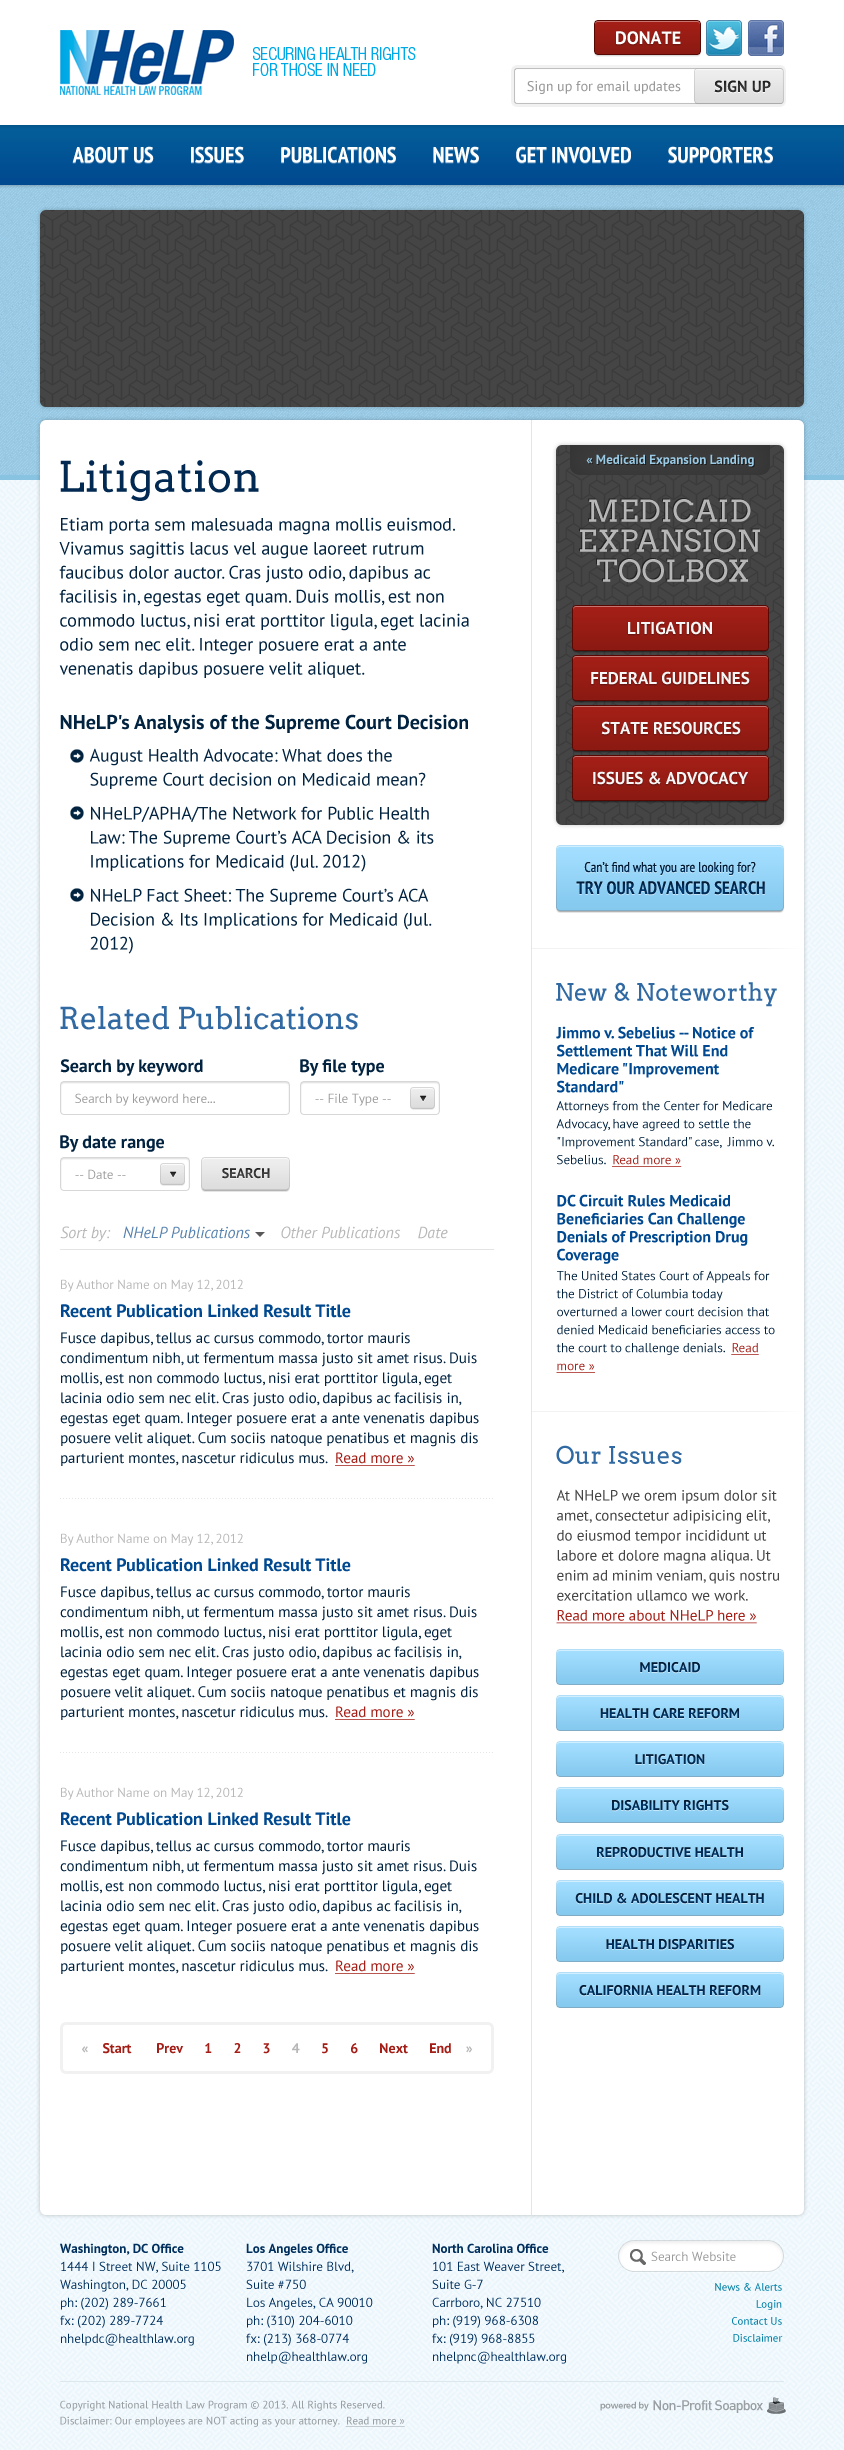 NHeLP
NATIONAL HEALTH LAW PROGRAM
SECURING HEALTH RIGHTS
FOR THOSE IN NEED
DONATE
Sign up for email updates
SIGN UP
ABOUT US ISSUES PUBLICATIONS NEWS GET INVOLVED SUPPORTERS
Litigation
Etiam porta sem malesuada magna mollis euismod.
Vivamus sagittis lacus vel augue laoreet rutrum
faucibus dolor auctor. Cras justo odio, dapibus ac
facilisis in, egestas eget quam. Duis mollis, est non
commodo luctus, nisi erat porttitor ligula, eget lacinia
odio sem nec elit. Integer posuere erat a ante
venenatis dapibus posuere velit aliquet.
NHeLP's Analysis of the Supreme Court Decision
August Health Advocate: What does the
Supreme Court decision on Medicaid mean?
NHeLP/APHA/The Network for Public Health
Law: The Supreme Court's ACA Decision & its
Implications for Medicaid (Jul. 2012)
NHeLP Fact Sheet: The Supreme Court's ACA
Decision & Its Implications for Medicaid (Jul.
2012)
Related Publications
Search by keyword
Search by keyword here...
By file type
-- File Type --
By date range
-- Date --
SEARCH
Sort by: NHeLP Publications Other Publications Date
By Author Name on May 12, 2012
Recent Publication Linked Result Title
Fusce dapibus, tellus ac cursus commodo, tortor mauris
condimentum nibh, ut fermentum massa justo sit amet risus. Duis
mollis, est non commodo luctus, nisi erat porttitor ligula, eget
lacinia odio sem nec elit. Cras justo odio, dapibus ac facilisis in,
egestas eget quam. Integer posuere erat a ante venenatis dapibus
posuere velit aliquet. Cum sociis natoque penatibus et magnis dis
parturient montes, nascetur ridiculus mus. Read more »
By Author Name on May 12, 2012
Recent Publication Linked Result Title
Fusce dapibus, tellus ac cursus commodo, tortor mauris
condimentum nibh, ut fermentum massa justo sit amet risus. Duis
mollis, est non commodo luctus, nisi erat porttitor ligula, eget
lacinia odio sem nec elit. Cras justo odio, dapibus ac facilisis in,
egestas eget quam. Integer posuere erat a ante venenatis dapibus
posuere velit aliquet. Cum sociis natoque penatibus et magnis dis
parturient montes, nascetur ridiculus mus. Read more »
By Author Name on May 12, 2012
Recent Publication Linked Result Title
Fusce dapibus, tellus ac cursus commodo, tortor mauris
condimentum nibh, ut fermentum massa justo sit amet risus. Duis
mollis, est non commodo luctus, nisi erat porttitor ligula, eget
lacinia odio sem nec elit. Cras justo odio, dapibus ac facilisis in,
egestas eget quam. Integer posuere erat a ante venenatis dapibus
posuere velit aliquet. Cum sociis natoque penatibus et magnis dis
parturient montes, nascetur ridiculus mus. Read more »
« Start Prev 1 2 3 4 5 6 Next End »
« Medicaid Expansion Landing
MEDICAID
EXPANSION
TOOLBOX
LITIGATION
FEDERAL GUIDELINES
STATE RESOURCES
ISSUES & ADVOCACY
Can't find what you are looking for?
TRY OUR ADVANCED SEARCH
New & Noteworthy
Jimmo v. Sebelius -- Notice of
Settlement That Will End
Medicare "Improvement
Standard"
Attorneys from the Center for Medicare
Advocacy, have agreed to settle the
"Improvement Standard" case, Jimmo v.
Sebelius. Read more »
DC Circuit Rules Medicaid
Beneficiaries Can Challenge
Denials of Prescription Drug
Coverage
The United States Court of Appeals for
the District of Columbia today
overturned a lower court decision that
denied Medicaid beneficiaries access to
the court to challenge denials. Read
more »
Our Issues
At NHeLP we orem ipsum dolor sit
amet, consectetur adipisicing elit,
do eiusmod tempor incididunt ut
labore et dolore magna aliqua. Ut
enim ad minim veniam, quis nostru
exercitation ullamco we work.
Read more about NHeLP here »
MEDICAID
HEALTH CARE REFORM
LITIGATION
DISABILITY RIGHTS
REPRODUCTIVE HEALTH
CHILD & ADOLESCENT HEALTH
HEALTH DISPARITIES
CALIFORNIA HEALTH REFORM
Washington, DC Office
1444 I Street NW, Suite 1105
Washington, DC 20005
ph: (202) 289-7661
fx: (202) 289-7724
nhelpdc@healthlaw.org
Los Angeles Office
3701 Wilshire Blvd,
Suite #750
Los Angeles, CA 90010
ph: (310) 204-6010
fx: (213) 368-0774
nhelp@healthlaw.org
North Carolina Office
101 East Weaver Street,
Suite G-7
Carrboro, NC 27510
ph: (919) 968-6308
fx: (919) 968-8855
nhelpnc@healthlaw.org
Search Website
News & Alerts
Login
Contact Us
Disclaimer
Copyright National Health Law Program © 2013. All Rights Reserved.
Disclaimer: Our employees are NOT acting as your attorney. Read more »
powered by Non-Profit Soapbox